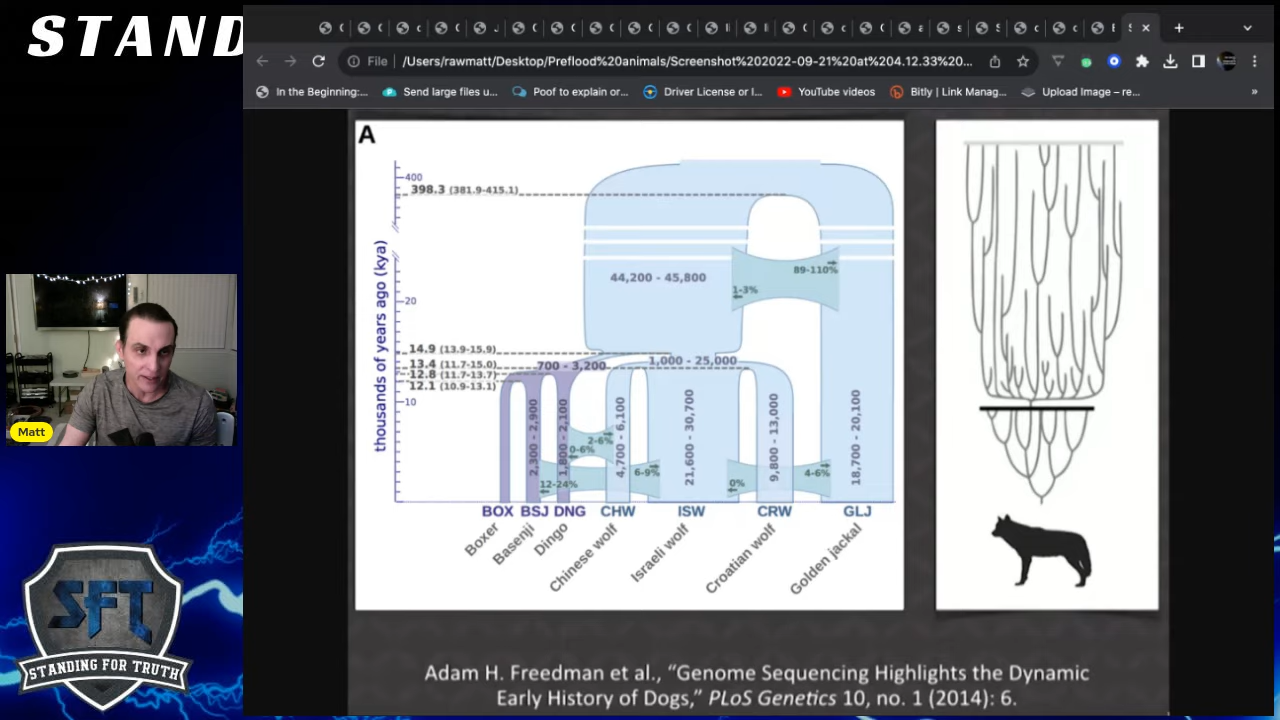 STAND
/Users/rawmatt/Desktop/Preflood%20animals/Screenshot%202022-09-21%20at%204.12.33%20...
File
In the Beginning:...
Send large files u...
Poof to explain or...
Driver License or I...
YouTube videos
Bitly | Link Manag...
Upload Image – re...
»
A
400
398.3 (381.9-415.1)
thousands of years ago (kya)
44,200 - 45,800
89-110%
1-3%
20
14.9 (13.9-15.9)
13.4 (11.7-15.0)
12.8 (11.7-13.7)
12.1 (10.9-13.1)
700 - 3,200
1,000 - 25,000
10
2,300 - 2,900
1,800 - 2,100
4,700 - 6,100
21,600 - 30,700
9,800 - 13,000
18,700 - 20,100
2-6%
0-6%
6-9%
12-24%
0%
4-6%
BOX BSJ DNG CHW ISW CRW GLJ
Boxer
Basenji
Dingo
Chinese wolf
Israeli wolf
Croatian wolf
Golden jackal
Adam H. Freedman et al., “Genome Sequencing Highlights the Dynamic
Early History of Dogs,” PLoS Genetics 10, no. 1 (2014): 6.
Matt
SFT
STANDING FOR TRUTH